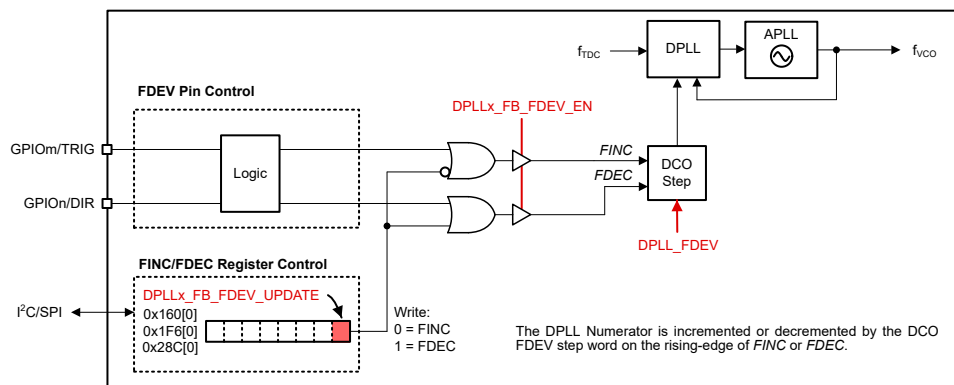 APLL
f_TDC
DPLL
f_VCO
FDEV Pin Control
DPLLx_FB_FDEV_EN
GPIOm/TRIG
FINC
Logic
FDEC
DCO
Step
GPIOn/DIR
DPLL_FDEV
FINC/FDEC Register Control
DPLLx_FB_FDEV_UPDATE
I²C/SPI
0x160[0]
0x1F6[0]
0x28C[0]
Write:
0 = FINC
1 = FDEC
The DPLL Numerator is incremented or decremented by the DCO
FDEV step word on the rising-edge of FINC or FDEC.